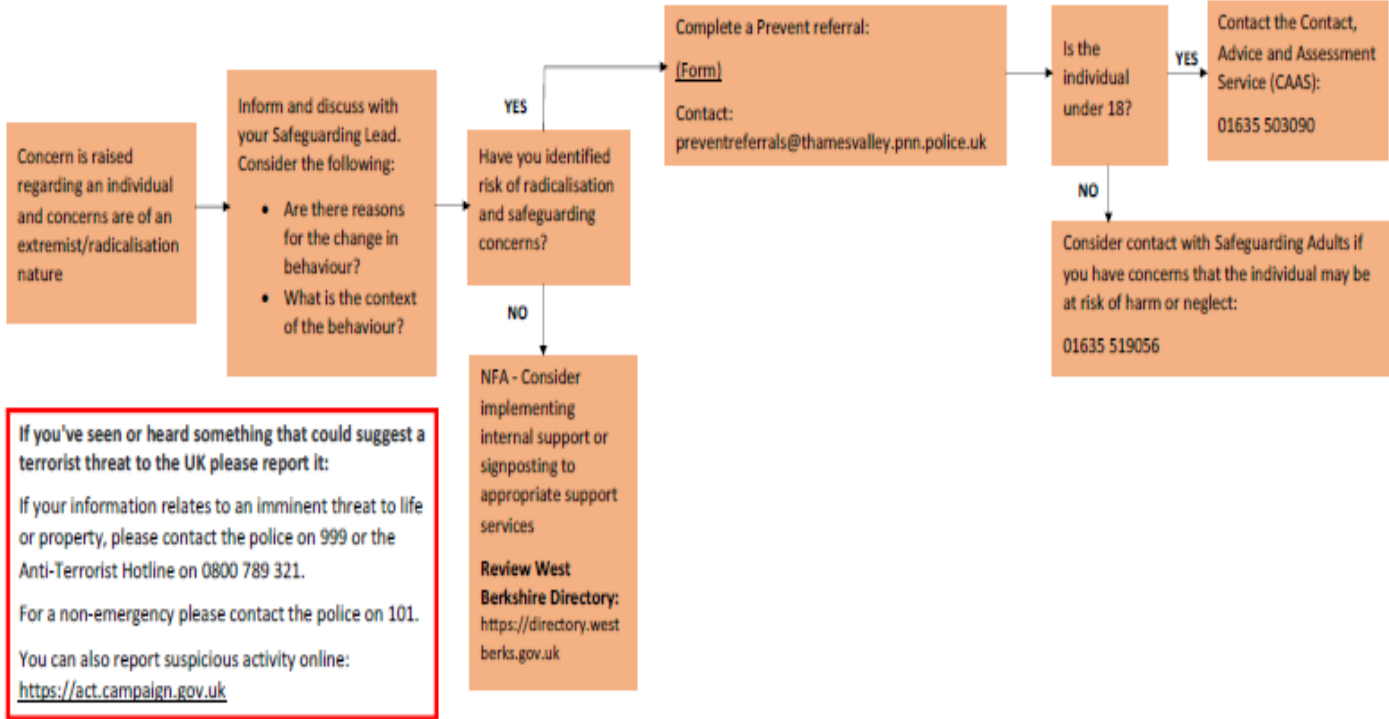 Concern is raised
regarding an individual
and concerns are of an
extremist/radicalisation
nature
Inform and discuss with
your Safeguarding Lead.
Consider the following:
• Are there reasons
for the change in
behaviour?
• What is the context
of the behaviour?
YES
Have you identified
risk of radicalisation
and safeguarding
concerns?
NO
NFA - Consider
implementing
internal support or
signposting to
appropriate support
services
Review West
Berkshire Directory:
https://directory.west
berks.gov.uk
Complete a Prevent referral:
(Form)
Contact:
preventreferrals@thamesvalley.pnn.police.uk
Is the
individual
under 18?
YES
Contact the Contact,
Advice and Assessment
Service (CAAS):
01635 503090
NO
Consider contact with Safeguarding Adults if
you have concerns that the individual may be
at risk of harm or neglect:
01635 519056
If you've seen or heard something that could suggest a
terrorist threat to the UK please report it:
If your information relates to an imminent threat to life
or property, please contact the police on 999 or the
Anti-Terrorist Hotline on 0800 789 321.
For a non-emergency please contact the police on 101.
You can also report suspicious activity online:
https://act.campaign.gov.uk